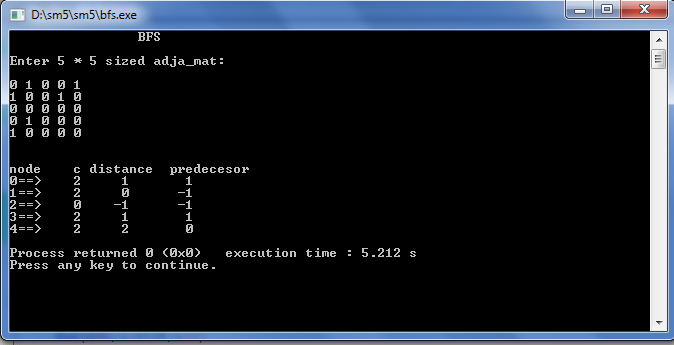 D:\sm5\sm5\bfs.exe
BFS
Enter 5 * 5 sized adja_mat:
0 1 0 0 1
1 0 0 1 0
0 0 0 0 0
0 1 0 0 0
1 0 0 0 0
node c distance predecesor
0==> 2 1 1
1==> 2 0 -1
2==> 0 -1 -1
3==> 2 1 1
4==> 2 2 0
Process returned 0 (0x0) execution time : 5.212 s
Press any key to continue.